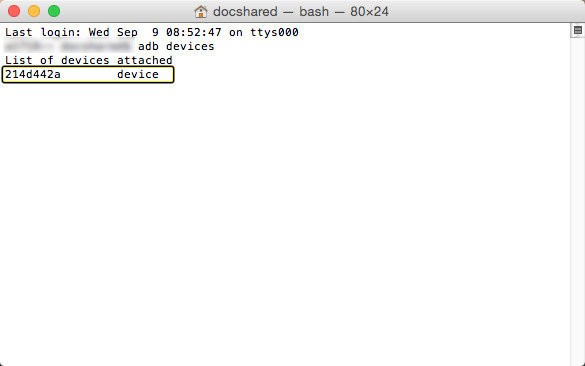 docshared — bash — 80×24
Last login: Wed Sep  9 08:52:47 on ttys000
adb devices
List of devices attached
214d442a        device